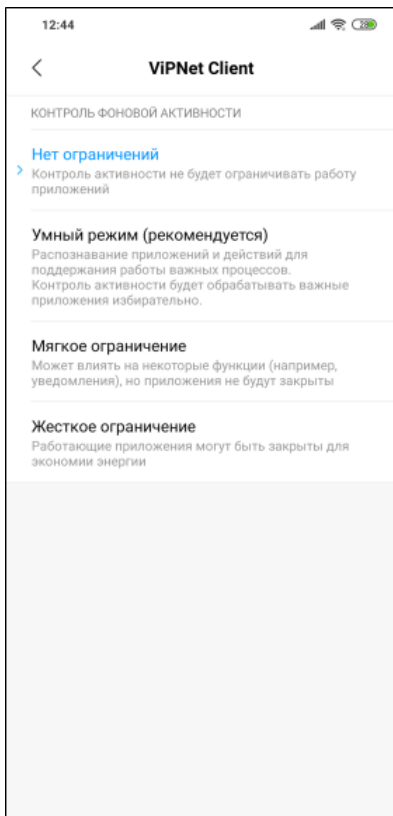 12:44
28
ViPNet Client
КОНТРОЛЬ ФОНОВОЙ АКТИВНОСТИ
Нет ограничений
Контроль активности не будет ограничивать работу
приложений
Умный режим (рекомендуется)
Распознавание приложений и действий для
поддержания работы важных процессов.
Контроль активности будет обрабатывать важные
приложения избирательно.
Мягкое ограничение
Может влиять на некоторые функции (например,
уведомления), но приложения не будут закрыты
Жесткое ограничение
Работающие приложения могут быть закрыты для
экономии энергии